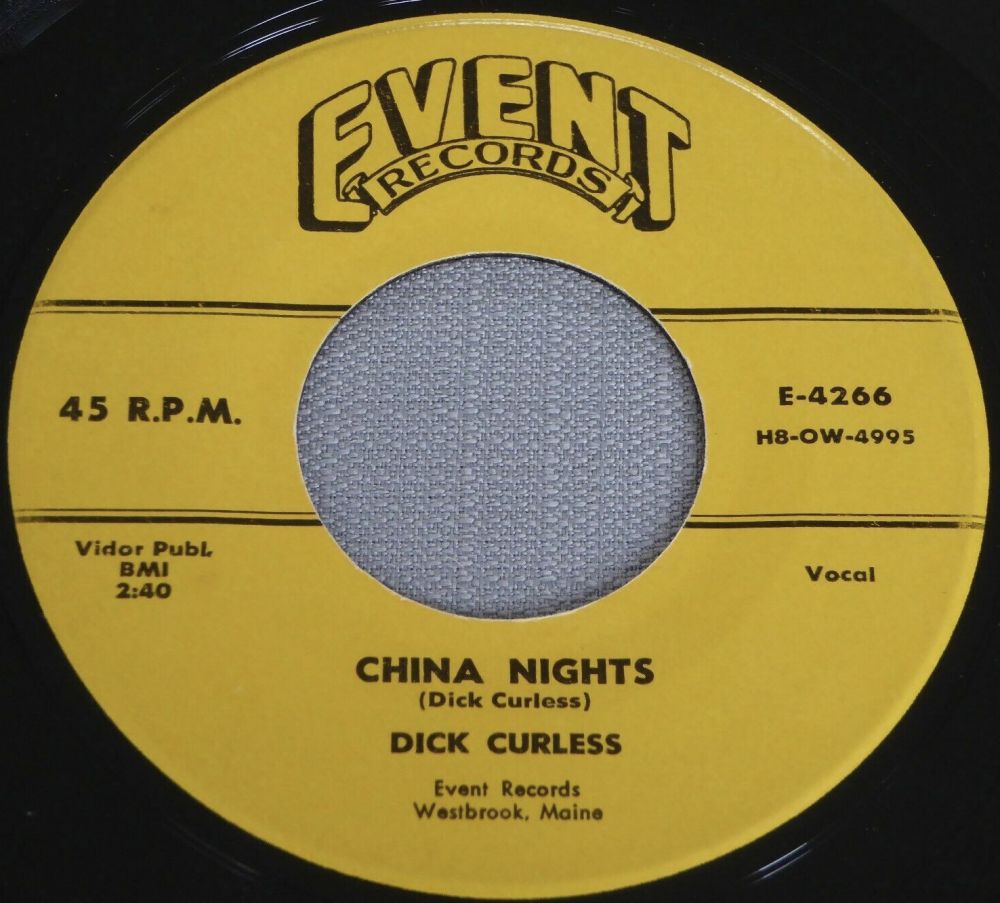 EVENT
RECORDS
45 R.P.M.
E-4266
H8-OW-4995
Vidor Publ.
BMI
2:40
Vocal
CHINA NIGHTS
(Dick Curless)
DICK CURLESS
Event Records
Westbrook, Maine